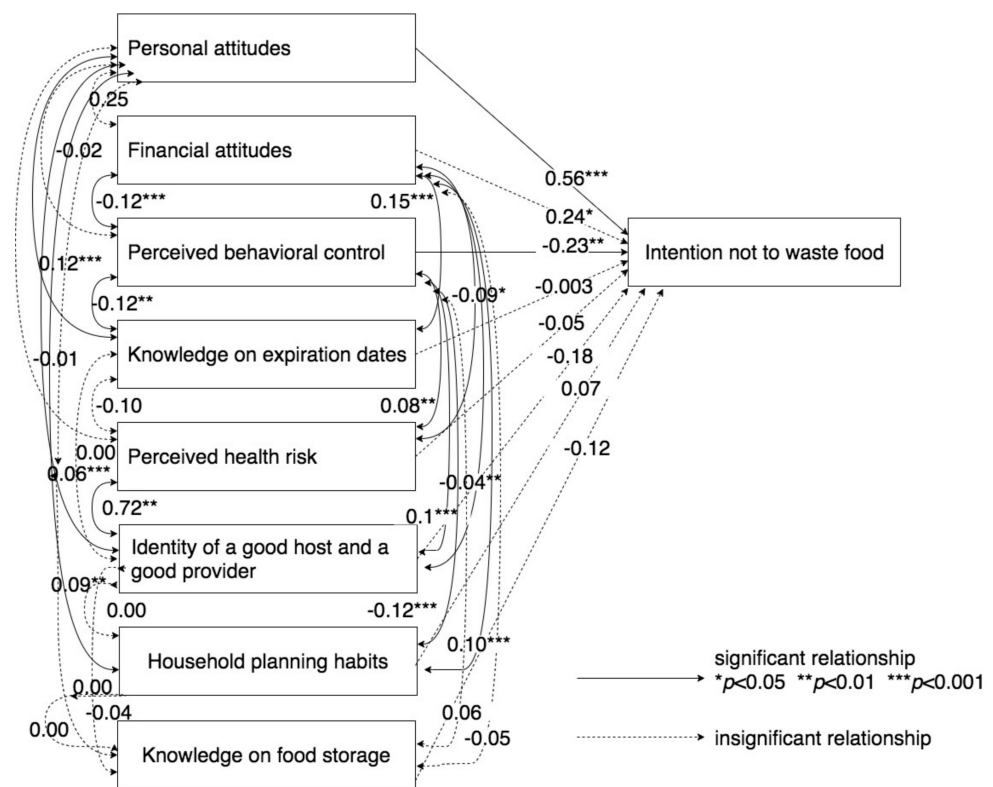 Personal attitudes
0.25
-0.02
Financial attitudes
-0.12***
0.15***
0.56***
0.24*
-0.23**
Perceived behavioral control
Intention not to waste food
0.12***
-0.12**
-0.09*
-0.003
-0.05
Knowledge on expiration dates
-0.01
-0.18
0.07
-0.10
0.08**
0.00
Perceived health risk
-0.12
0.06***
-0.04**
0.72**
0.1***
Identity of a good host and a
good provider
0.09**
0.00
-0.12***
Household planning habits
0.10***
significant relationship
*p<0.05 **p<0.01 ***p<0.001
0.00
-0.04
0.06
0.00
-0.05
insignificant relationship
Knowledge on food storage